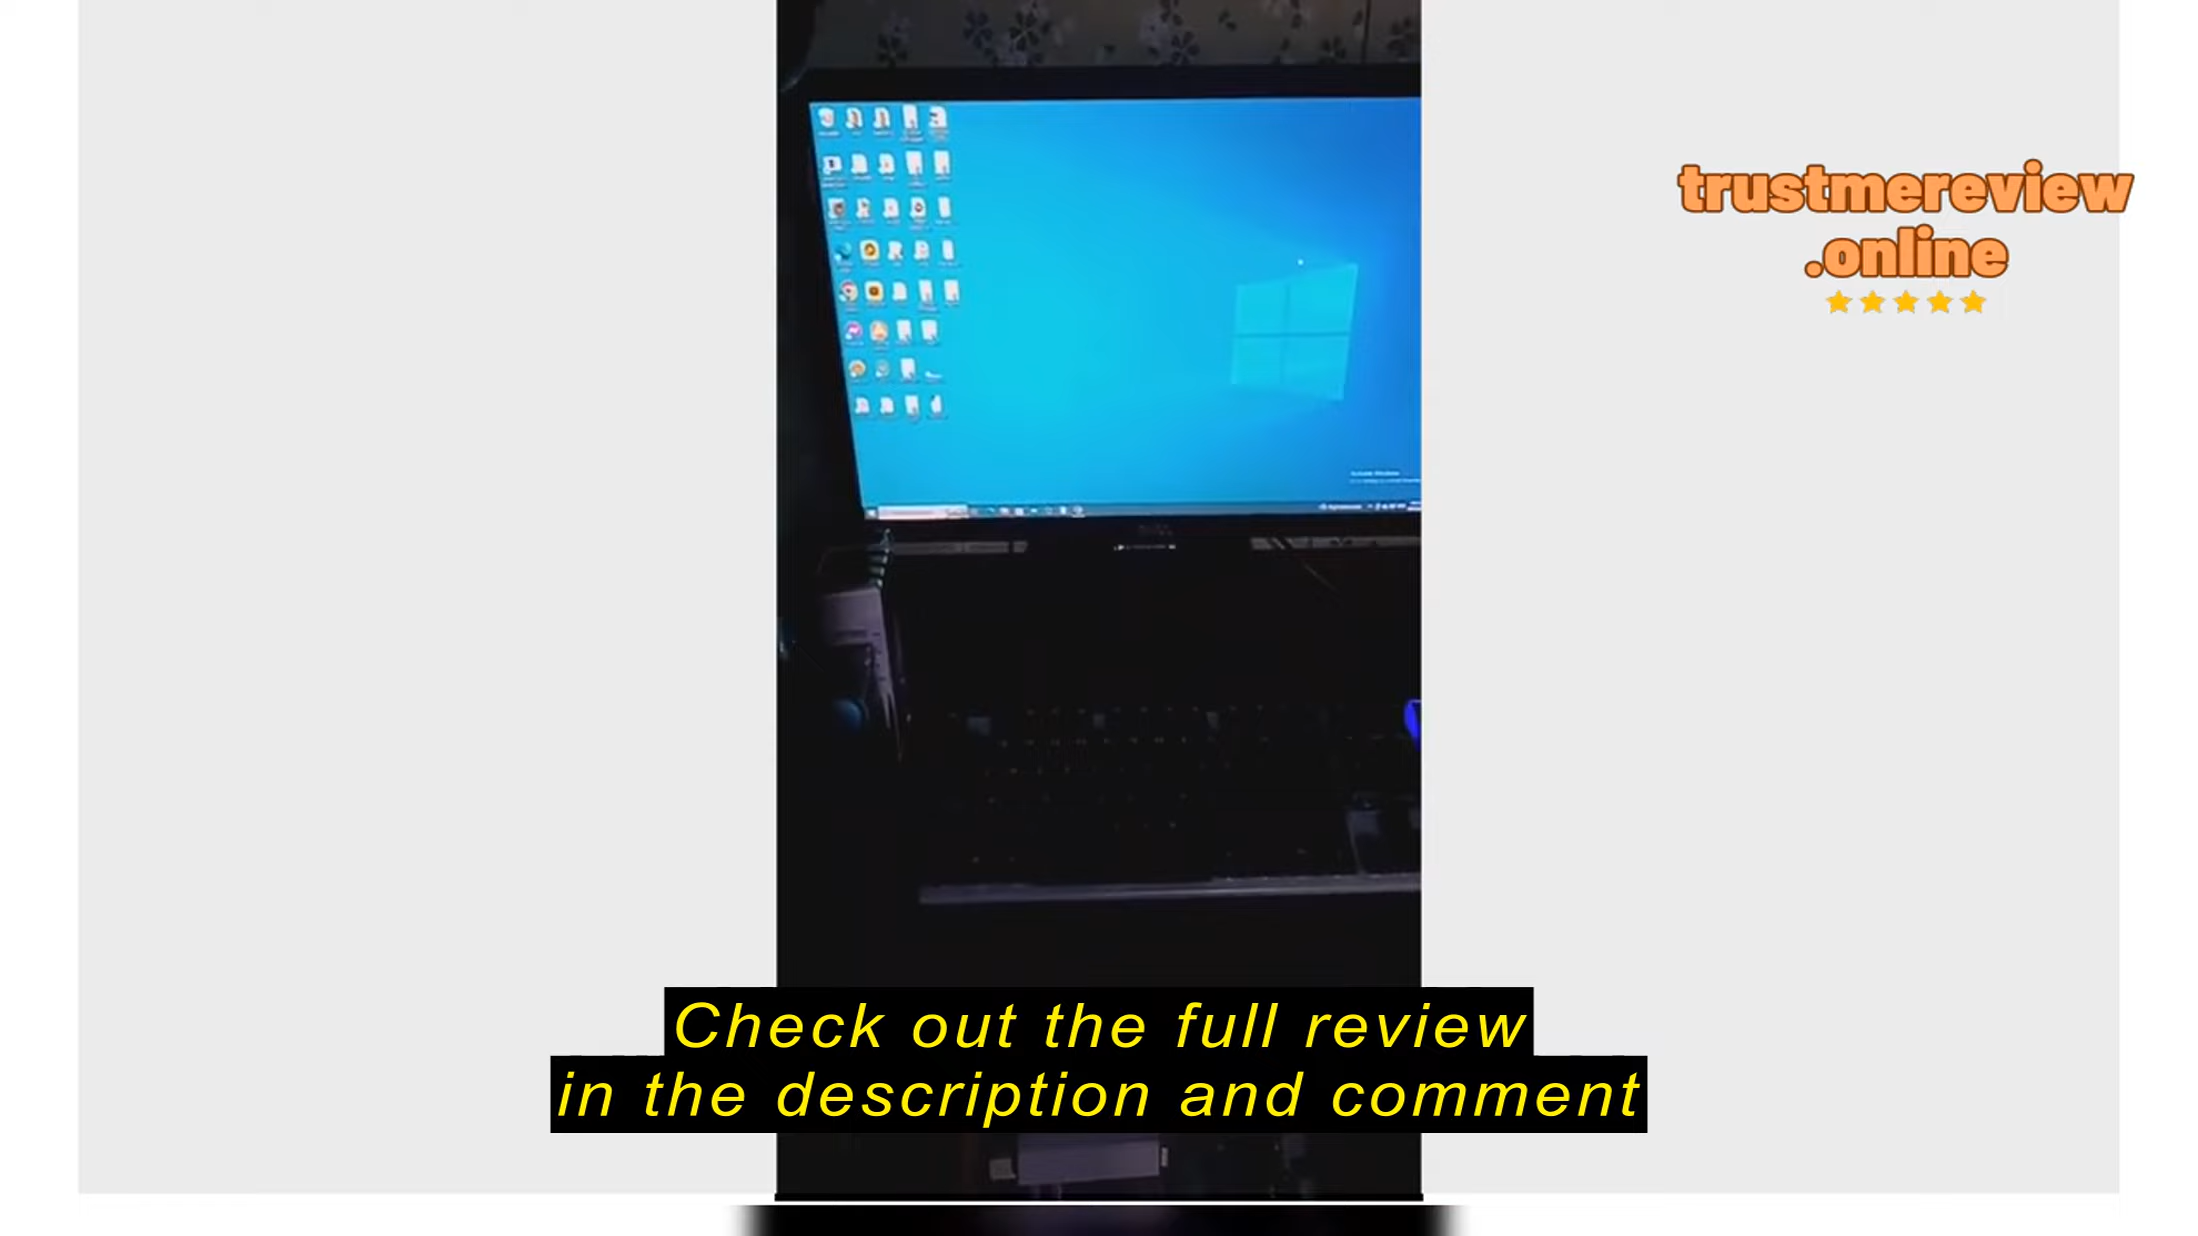 trustmereview
.online
Check out the full review
in the description and comment